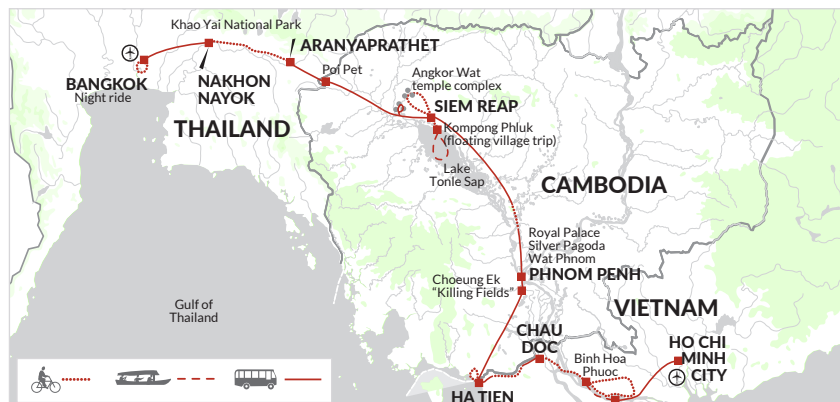 Khao Yai National Park
ARANYAPRATHET
Poi Pet
BANGKOK
Night ride
NAKHON
NAYOK
THAILAND
Angkor Wat
temple complex
SIEM REAP
Kompong Phluk
(floating village trip)
Lake
Tonle Sap
CAMBODIA
Royal Palace
Silver Pagoda
Wat Phnom
PHNOM PENH
Choeung Ek
“Killing Fields”
Gulf of
Thailand
VIETNAM
CHAU
DOC
HO CHI
MINH
CITY
Binh Hoa
Phuoc
HA TIEN